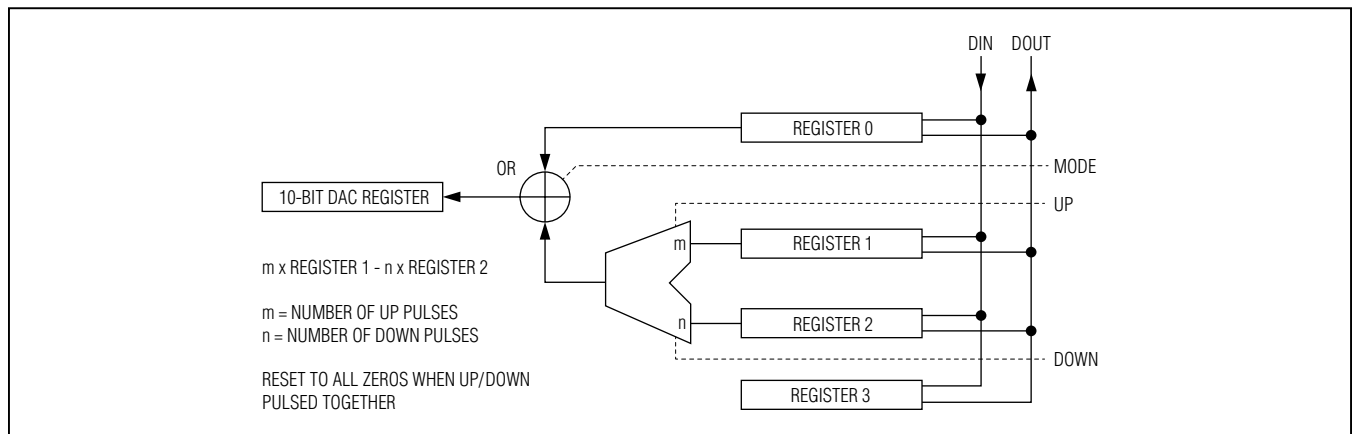 DIN DOUT
REGISTER 0
OR
MODE
10-BIT DAC REGISTER
UP
m
REGISTER 1
m x REGISTER 1 - n x REGISTER 2
m = NUMBER OF UP PULSES
n = NUMBER OF DOWN PULSES
n
REGISTER 2
DOWN
RESET TO ALL ZEROS WHEN UP/DOWN
PULSED TOGETHER
REGISTER 3